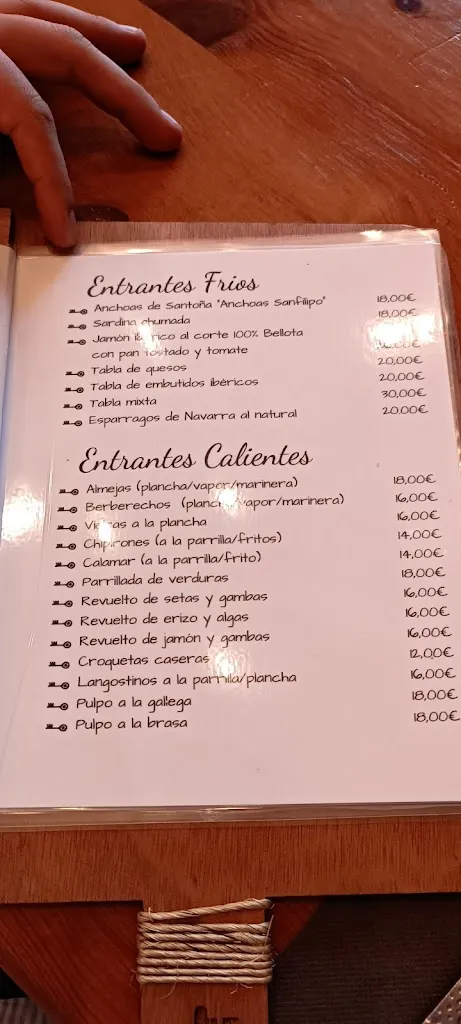 Entrantes Frios
Anchoas de Santoña "Anchoas Sanfilipo" 18,00€
Sardina ahumada 18,00€
Jamón ibérico al corte 100% Bellota
con pan tostado y tomate
Tabla de quesos 20,00€
Tabla de embutidos ibéricos 20,00€
Tabla mixta 30,00€
Esparragos de Navarra al natural 20,00€
Entrantes Calientes
Almejas (plancha/vapor/marinera) 18,00€
Berberechos (plancha/vapor/marinera) 16,00€
Vieiras a la plancha 16,00€
Chipirones (a la parrilla/fritos) 14,00€
Calamar (a la parrilla/frito) 14,00€
Parrillada de verduras 18,00€
Revuelto de setas y gambas 16,00€
Revuelto de erizo y algas 16,00€
Revuelto de jamón y gambas 16,00€
Croquetas caseras 12,00€
Langostinos a la parrilla/plancha 16,00€
Pulpo a la gallega 18,00€
Pulpo a la brasa 18,00€